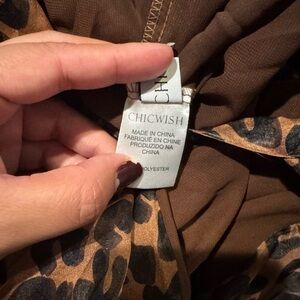 CHICWISH
MADE IN CHINA
FABRIQUÉ EN CHINE
PRODUZIDO NA
CHINA
POLYESTER